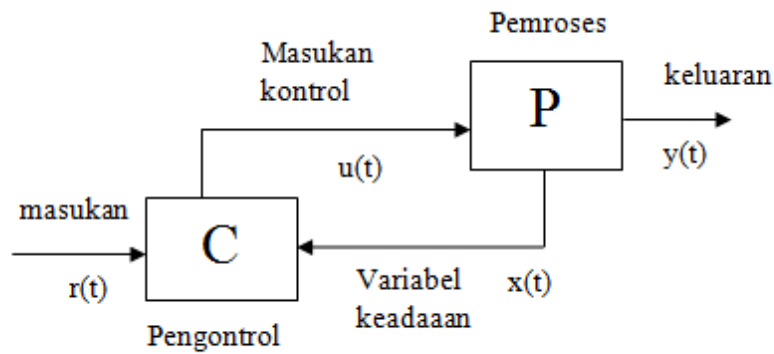 Pemroses
Masukan
kontrol
keluaran
P
u(t)
y(t)
masukan
C
r(t)
Variabel
keadaaan
x(t)
Pengontrol